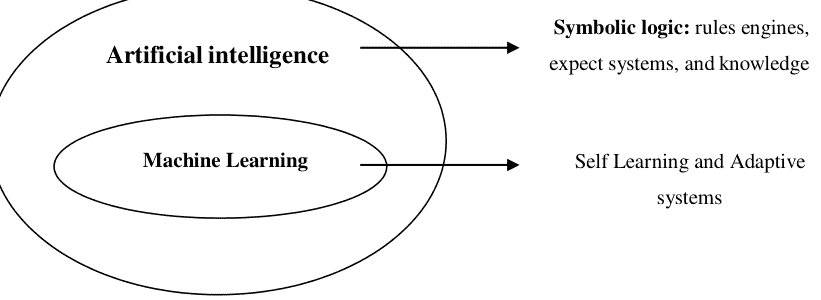 Artificial intelligence
Symbolic logic: rules engines,
expect systems, and knowledge
Machine Learning
Self Learning and Adaptive
systems